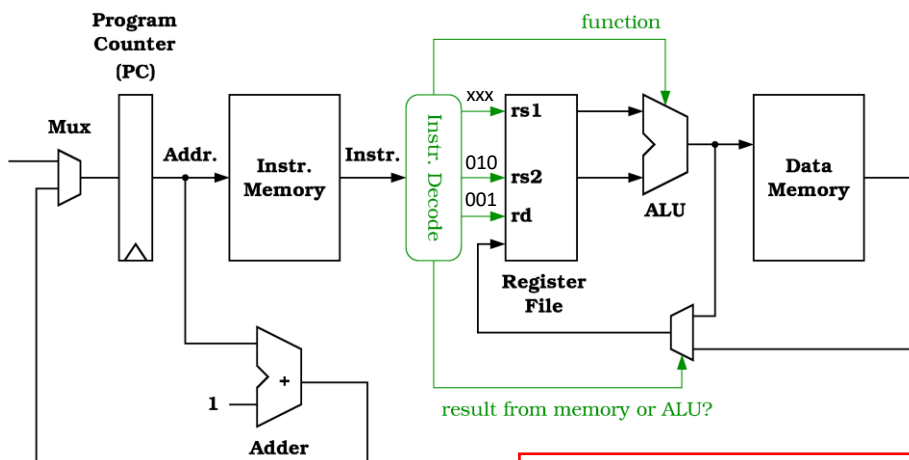 Program
Counter
(PC)
function
Mux
Addr.
Instr.
Memory
Instr.
Instr. Decode
xxx
rs1
010
rs2
001
rd
Register
File
ALU
Data
Memory
1
+
Adder
result from memory or ALU?